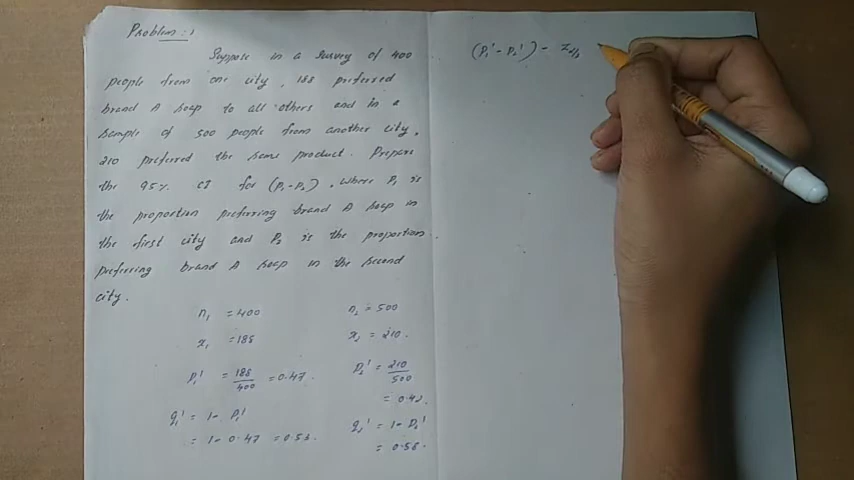 Problem: 1
Suppose in a survey of 400
people from one city, 188 preferred
brand A soap to all others and in a
sample of 500 people from another city,
210 preferred the same product. Prepare
the 95% CI for (P₁-P₂), where P₁ is
the proportion preferring brand A soap in
the first city and P₂ is the proportion
preferring brand A soap in the second
city.
n₁ = 400
n₂ = 500
x₁ = 188
x₂ = 210.
P₁' = 188/400 = 0.47.
P₂' = 210/500
= 0.42.
q₁' = 1- P₁'
= 1- 0.47 = 0.53.
q₂' = 1- P₂'
= 0.58.
(P₁' - P₂') - Z α/2